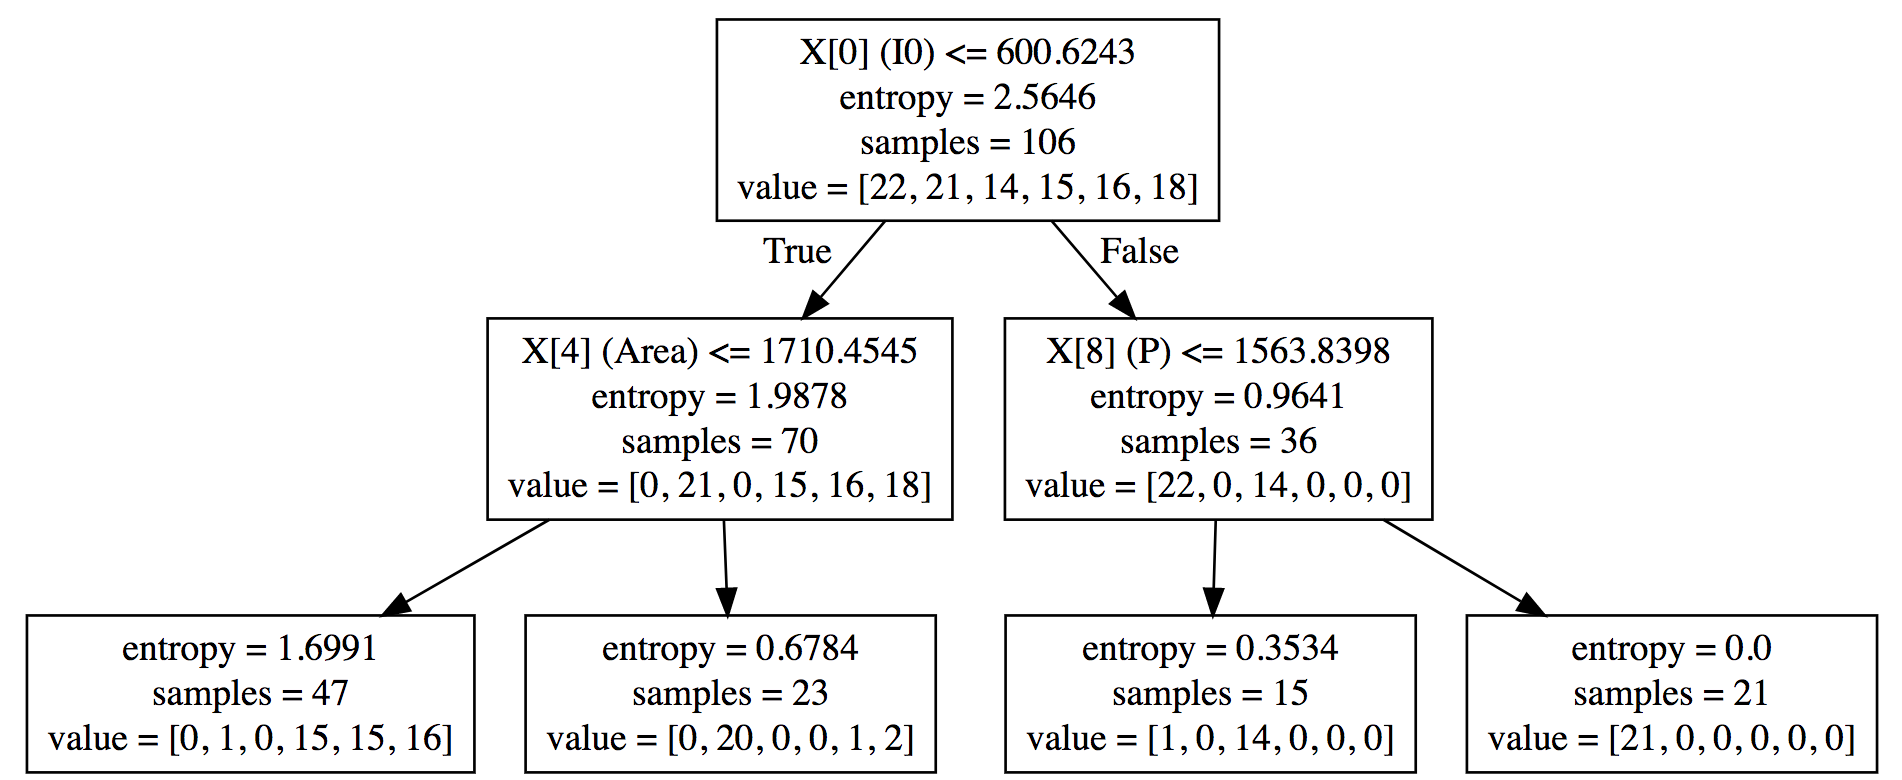 X[0] (I0) <= 600.6243
entropy = 2.5646
samples = 106
value = [22, 21, 14, 15, 16, 18]
True
False
X[4] (Area) <= 1710.4545
entropy = 1.9878
samples = 70
value = [0, 21, 0, 15, 16, 18]
X[8] (P) <= 1563.8398
entropy = 0.9641
samples = 36
value = [22, 0, 14, 0, 0, 0]
entropy = 1.6991
samples = 47
value = [0, 1, 0, 15, 15, 16]
entropy = 0.6784
samples = 23
value = [0, 20, 0, 0, 1, 2]
entropy = 0.3534
samples = 15
value = [1, 0, 14, 0, 0, 0]
entropy = 0.0
samples = 21
value = [21, 0, 0, 0, 0, 0]